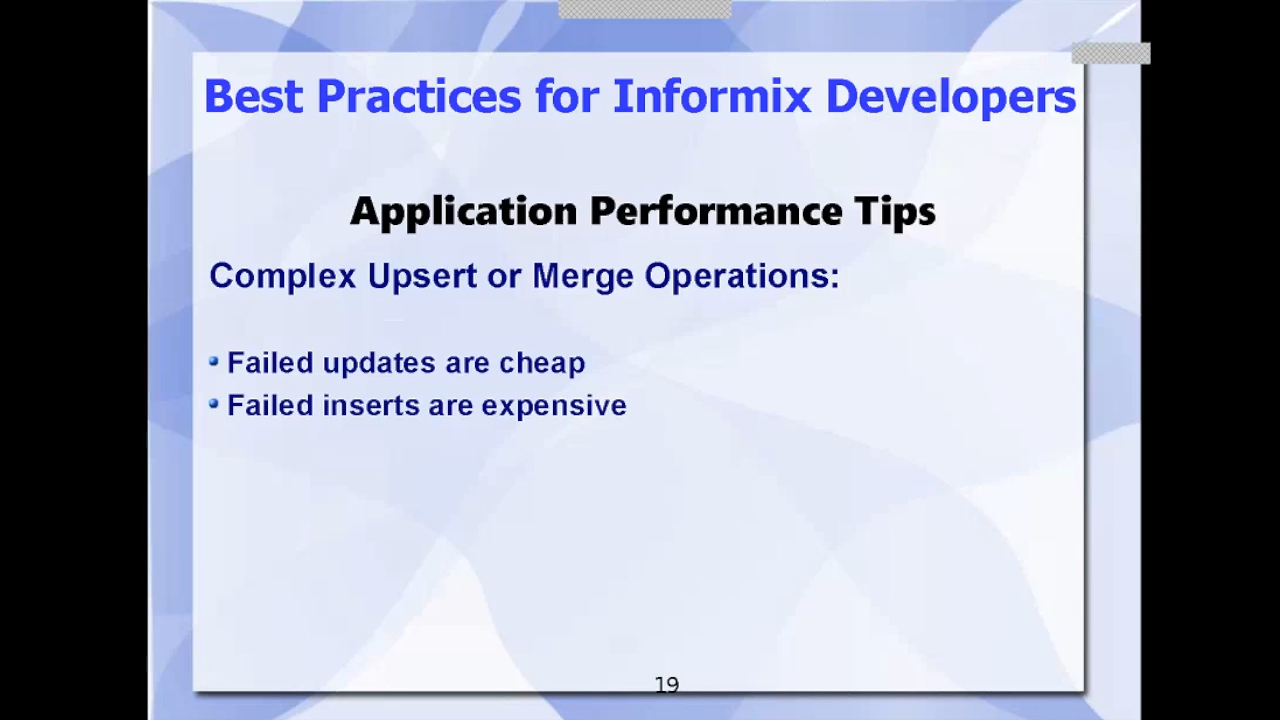 Best Practices for Informix Developers
Application Performance Tips
Complex Upsert or Merge Operations:
• Failed updates are cheap
• Failed inserts are expensive
19